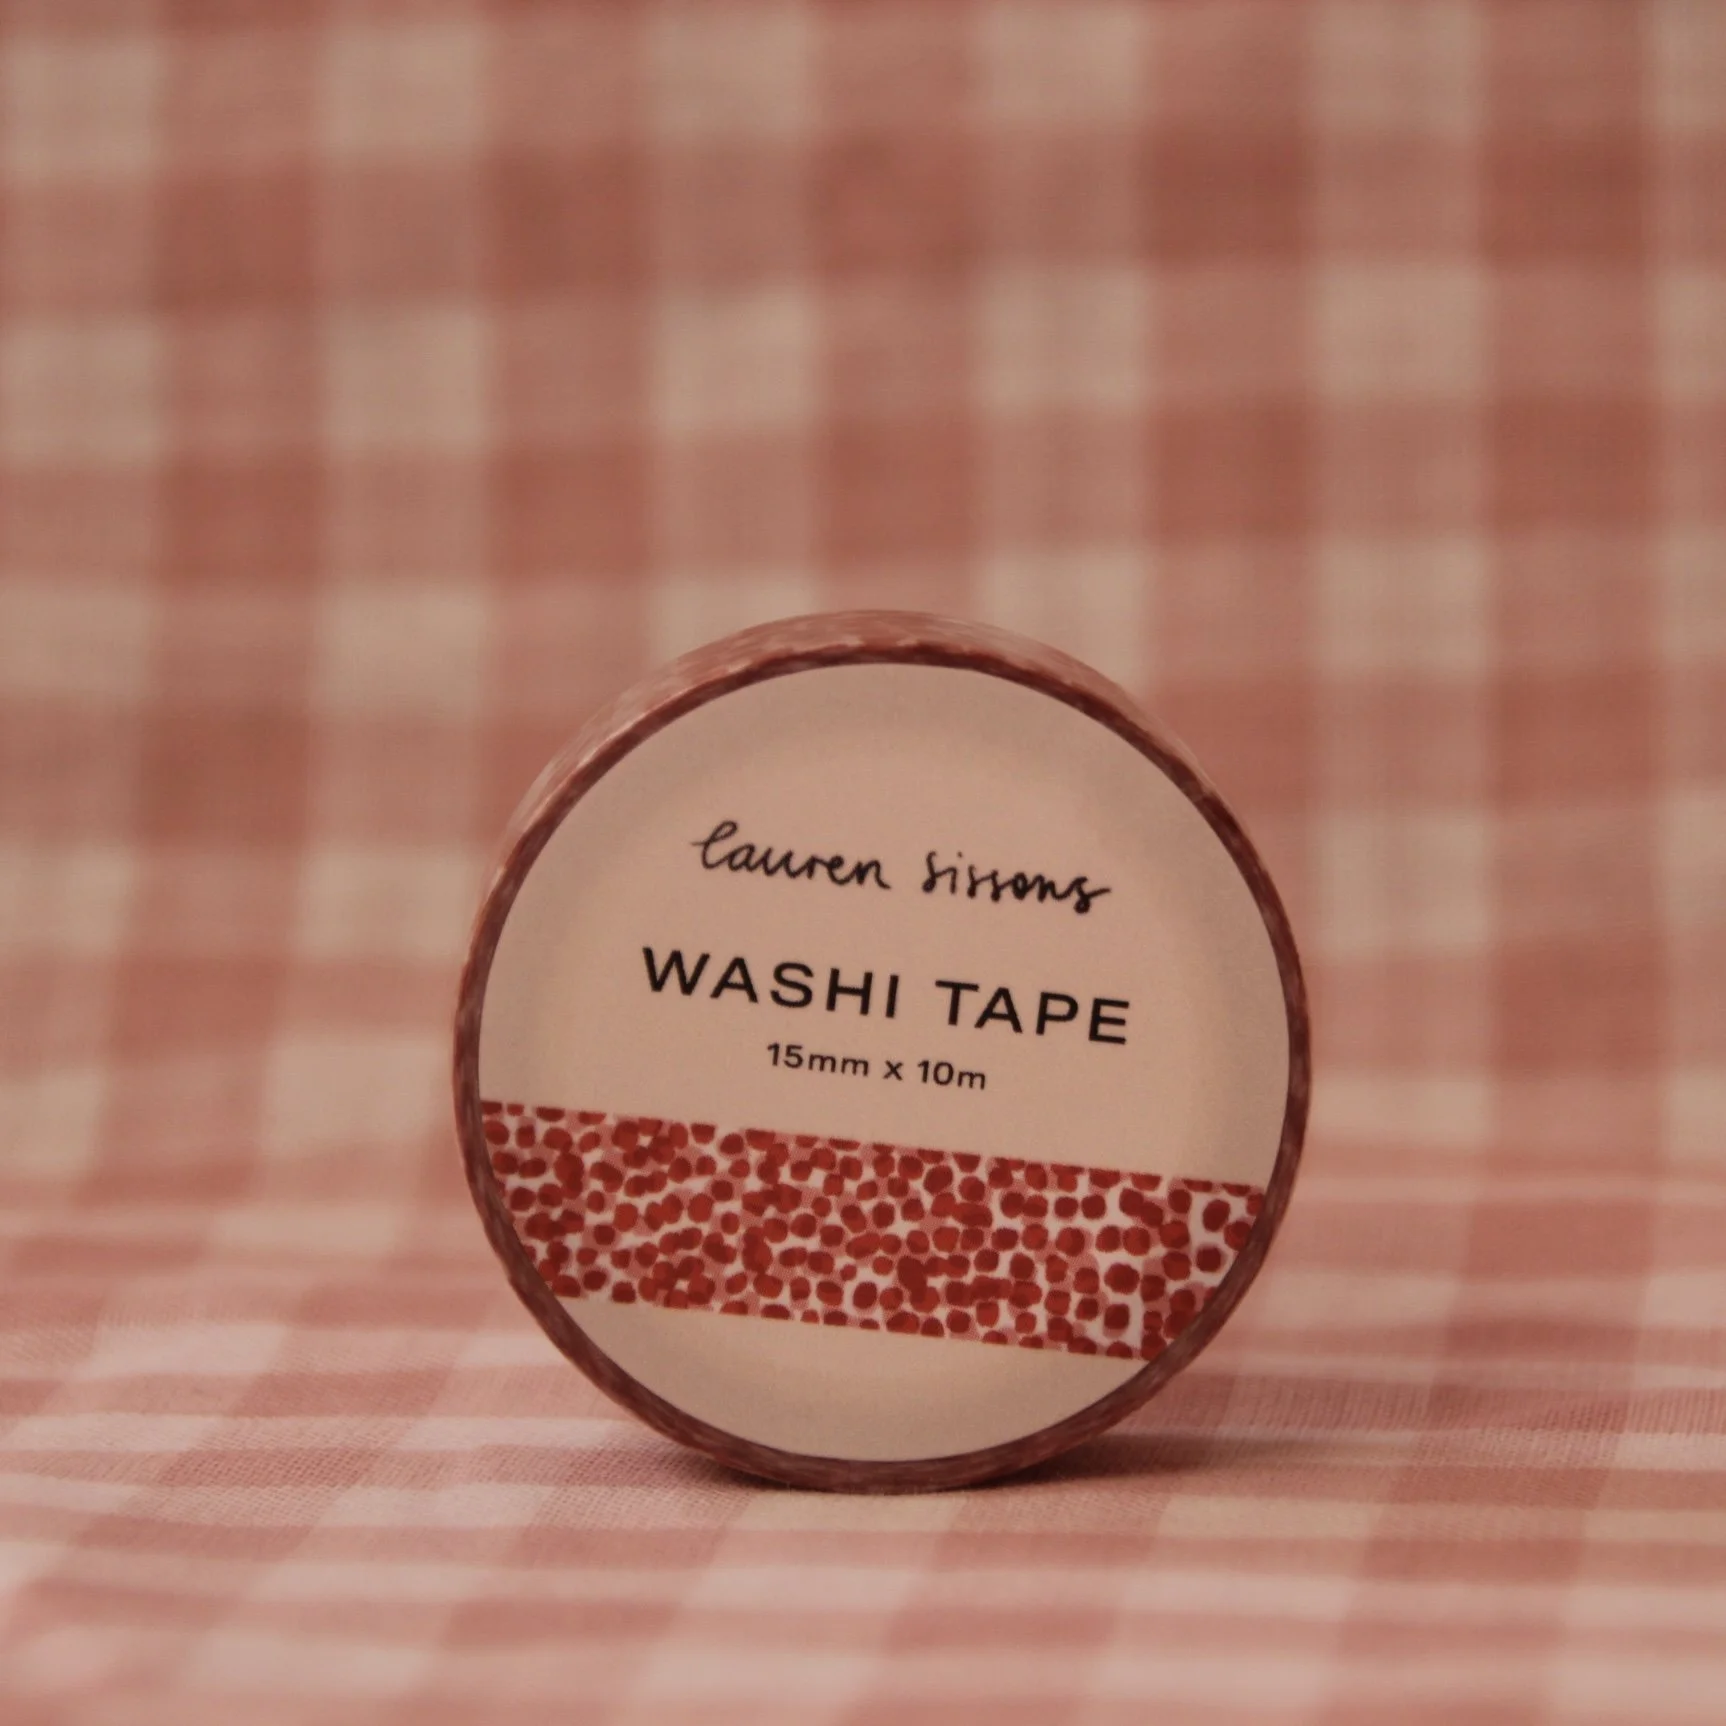 lauren sissons
WASHI TAPE
15mm x 10m